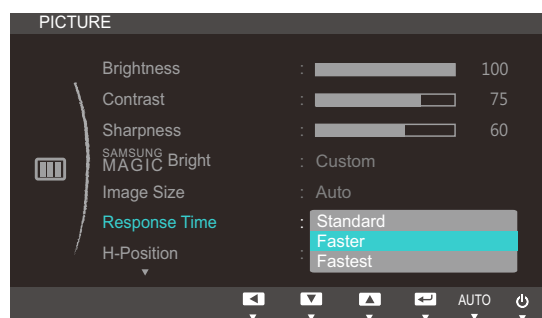 PICTURE
Brightness : 100
Contrast : 75
Sharpness : 60
SAMSUNG MAGIC Bright : Custom
Image Size : Auto
Response Time : Standard
Faster
H-Position : Fastest
AUTO